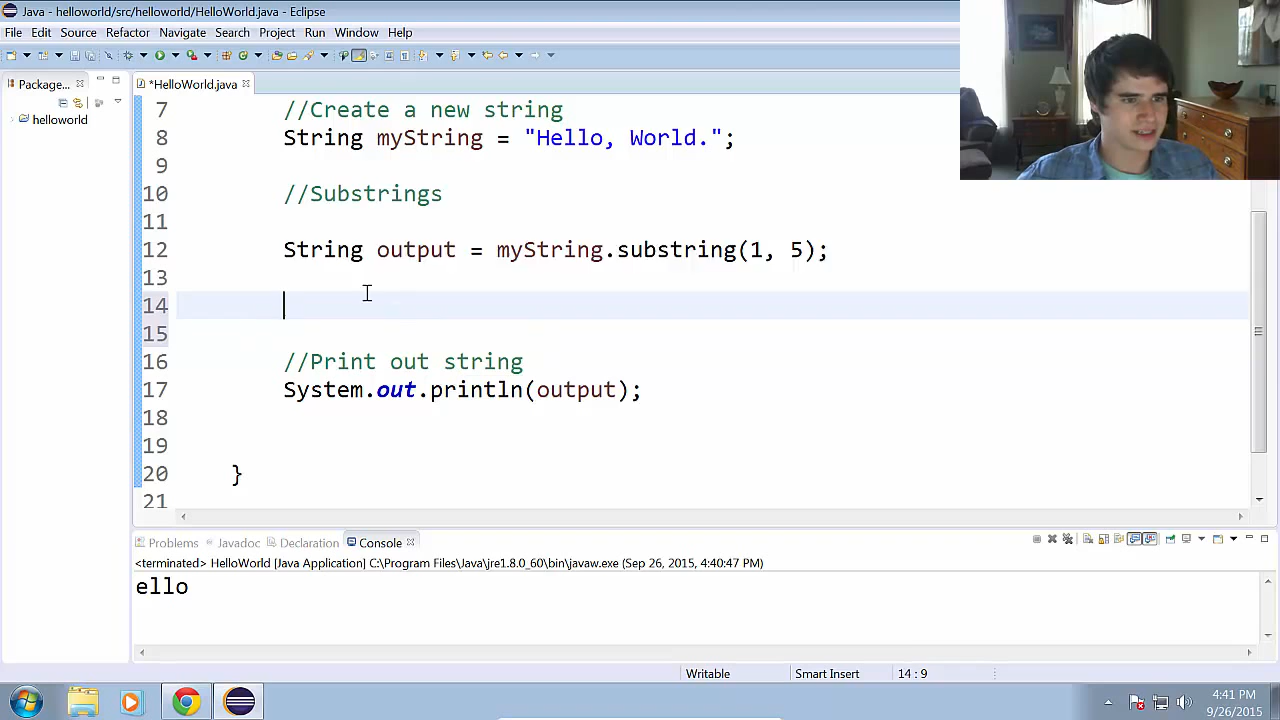 Java - helloworld/src/helloworld/HelloWorld.java - Eclipse
File Edit Source Refactor Navigate Search Project Run Window Help
Package... *HelloWorld.java
helloworld
7 //Create a new string
8 String myString = "Hello, World.";
9
10 //Substrings
11
12 String output = myString.substring(1, 5);
13
14
15
16 //Print out string
17 System.out.println(output);
18
19
20 }
21
Problems Javadoc Declaration Console
<terminated> HelloWorld [Java Application] C:\Program Files\Java\jre1.8.0_60\bin\javaw.exe (Sep 26, 2015, 4:40:47 PM)
ello
Writable Smart Insert 14 : 9
4:41 PM
9/26/2015